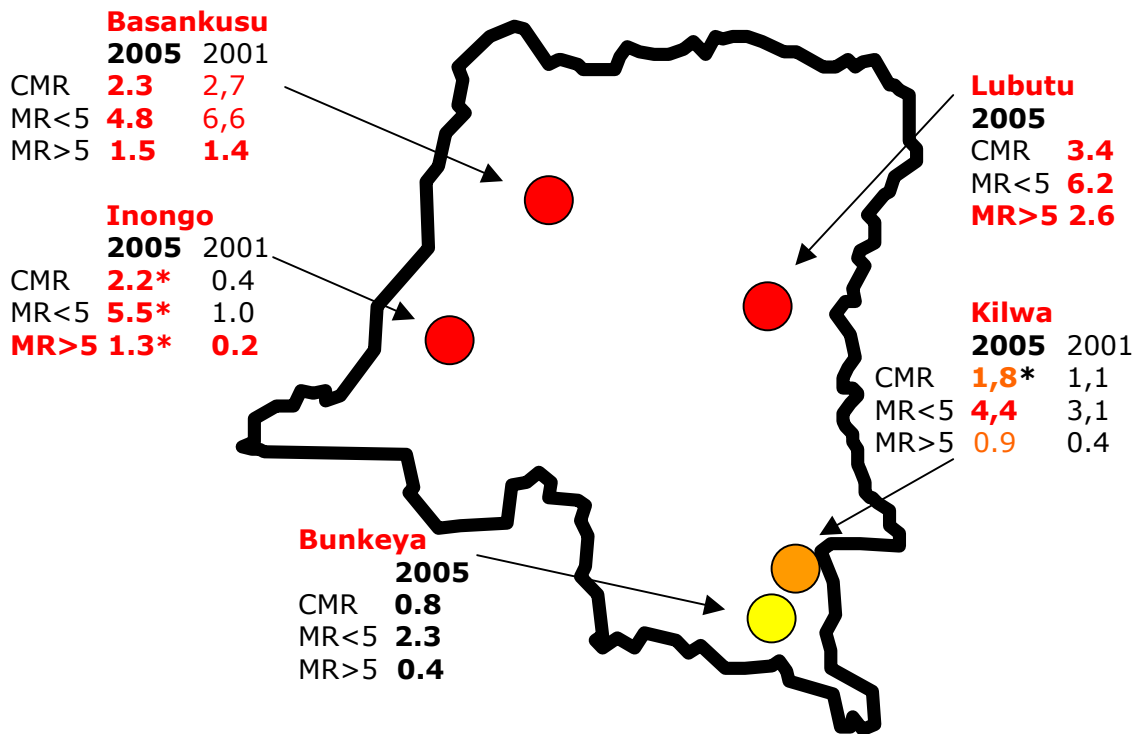 Basankusu
2005 2001
CMR 2.3 2,7
MR<5 4.8 6,6
MR>5 1.5 1.4
Inongo
2005 2001
CMR 2.2* 0.4
MR<5 5.5* 1.0
MR>5 1.3* 0.2
Lubutu
2005
CMR 3.4
MR<5 6.2
MR>5 2.6
Kilwa
2005 2001
CMR 1,8* 1,1
MR<5 4,4 3,1
MR>5 0.9 0.4
Bunkeya
2005
CMR 0.8
MR<5 2.3
MR>5 0.4